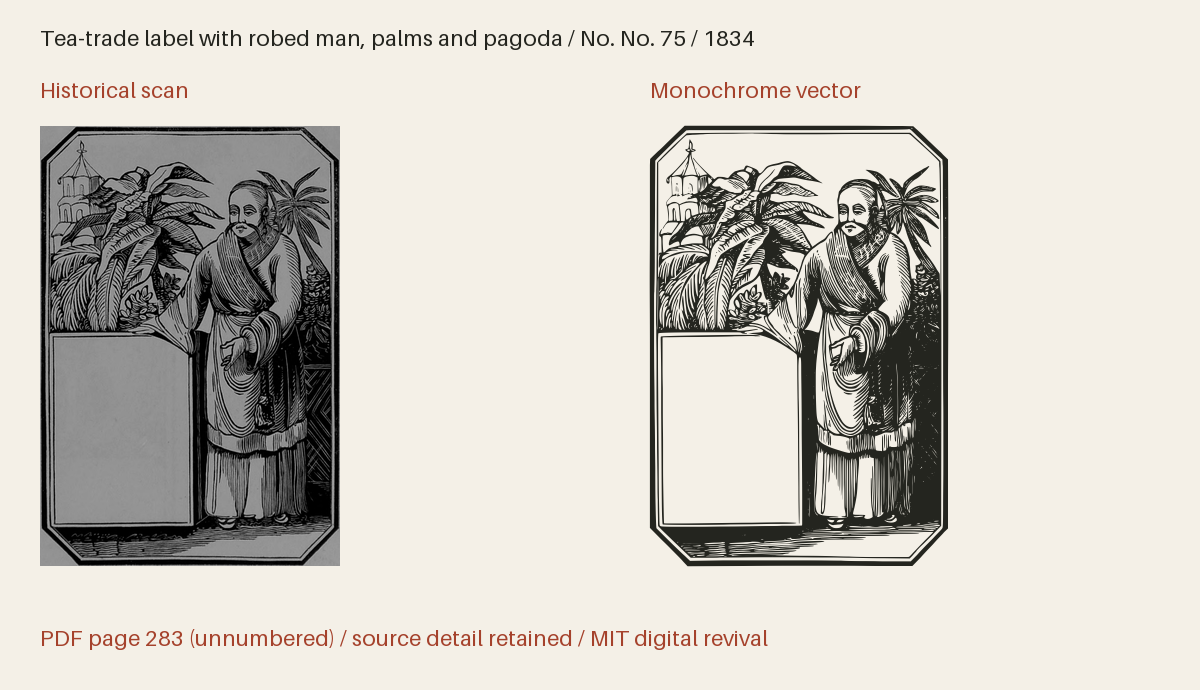 Tea-trade label with robed man, palms and pagoda / No. No. 75 / 1834
Historical scan
Monochrome vector
PDF page 283 (unnumbered) / source detail retained / MIT digital revival